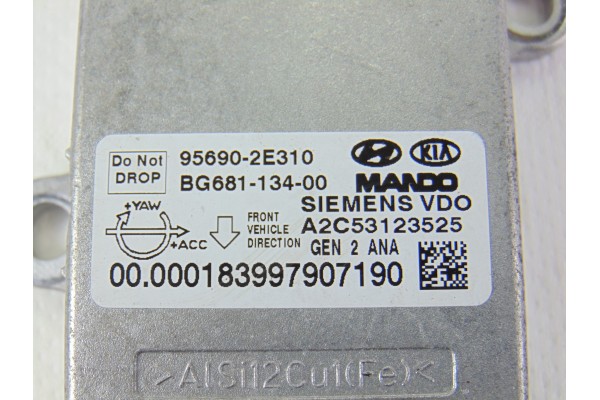 Do Not
DROP
95690-2E310
BG681-134-00
KIA
MANDO
SIEMENS VDO
A2C53123525
GEN 2 ANA
+YAW
+ACC
FRONT
VEHICLE
DIRECTION
00.000183997907190
>AlSi12Cu1(Fe)<